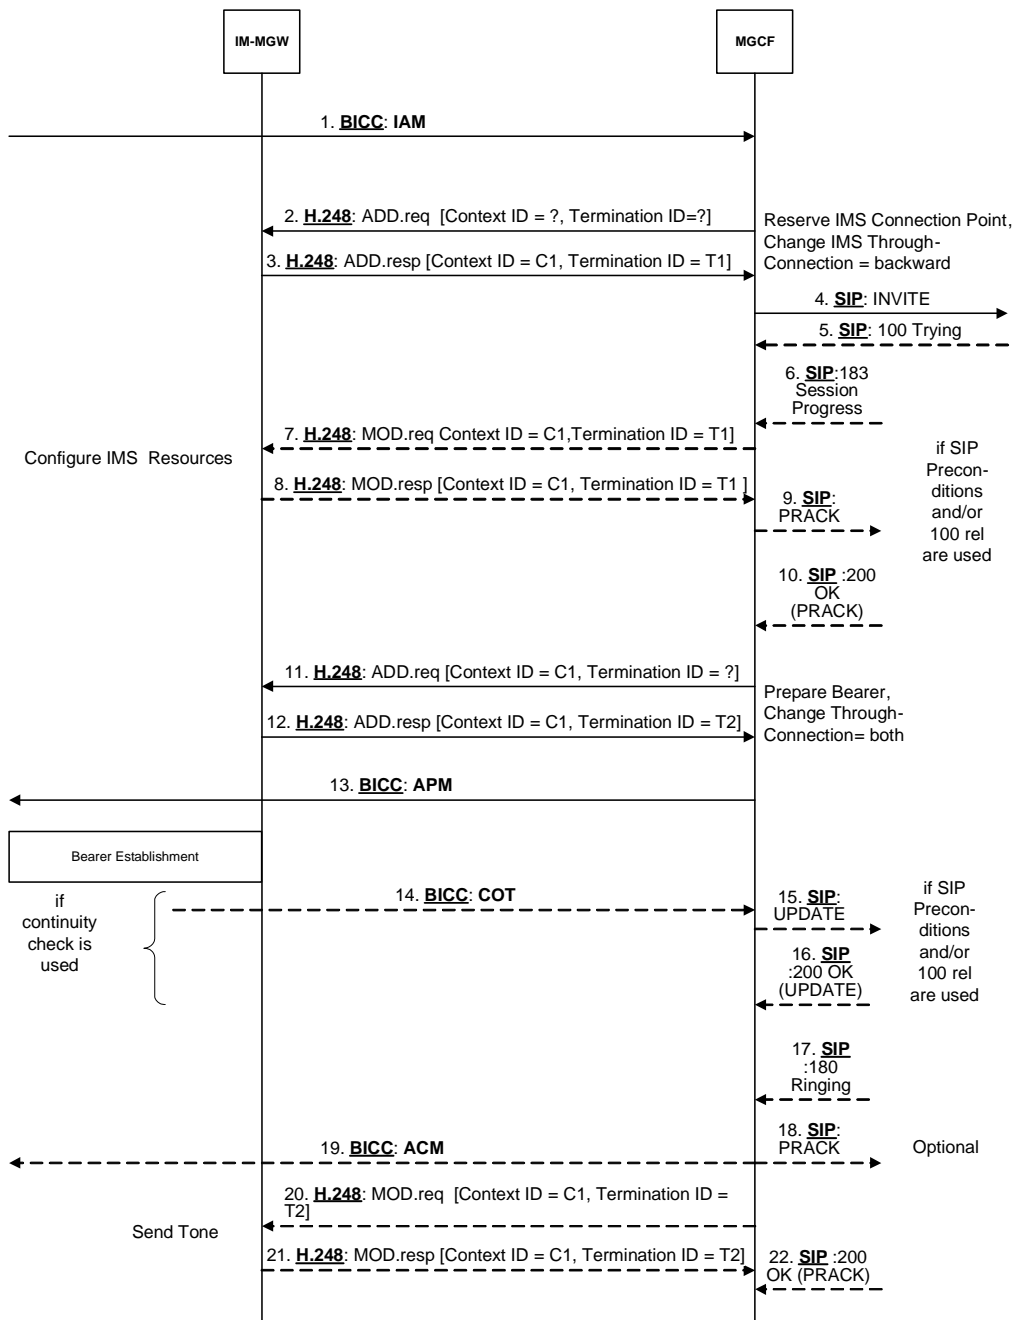 IM-MGW
MGCF
1. BICC: IAM
2. H.248: ADD.req [Context ID = ?, Termination ID=?]
Reserve IMS Connection Point,
Change IMS Through-
Connection = backward
3. H.248: ADD.resp [Context ID = C1, Termination ID = T1]
4. SIP: INVITE
5. SIP: 100 Trying
6. SIP:183
Session
Progress
7. H.248: MOD.req Context ID = C1,Termination ID = T1]
Configure IMS Resources
8. H.248: MOD.resp [Context ID = C1, Termination ID = T1 ]
if SIP
Precon-
ditions
and/or
100 rel
are used
9. SIP:
PRACK
10. SIP :200
OK
(PRACK)
11. H.248: ADD.req [Context ID = C1, Termination ID = ?]
Prepare Bearer,
Change Through-
Connection= both
12. H.248: ADD.resp [Context ID = C1, Termination ID = T2]
13. BICC: APM
Bearer Establishment
if
continuity
check is
used
14. BICC: COT
15. SIP:
UPDATE
if SIP
Precon-
ditions
and/or
100 rel
are used
16. SIP
:200 OK
(UPDATE)
17. SIP
:180
Ringing
18. SIP:
PRACK
Optional
19. BICC: ACM
20. H.248: MOD.req [Context ID = C1, Termination ID =
T2]
Send Tone
21. H.248: MOD.resp [Context ID = C1, Termination ID = T2]
22. SIP :200
OK (PRACK)